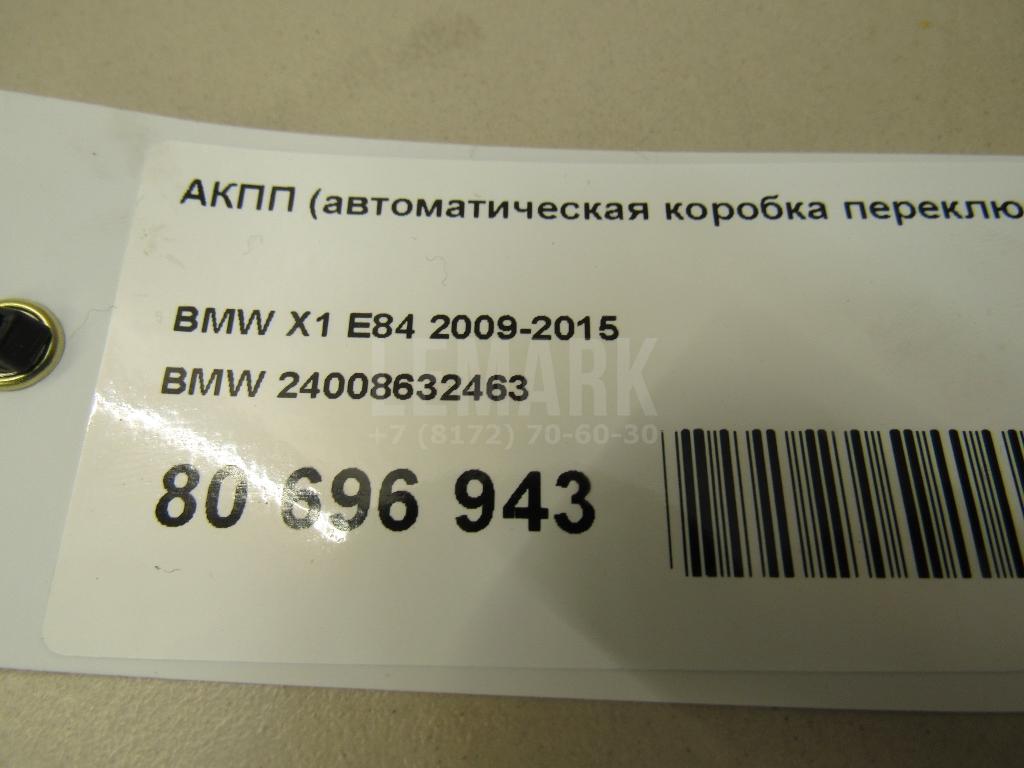 АКПП (автоматическая коробка переклю
BMW X1 E84 2009-2015
BMW 24008632463
LEMARK
+7 (8172) 70-60-30
80 696 943